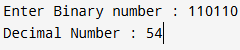 Enter Binary number : 110110
Decimal Number : 54